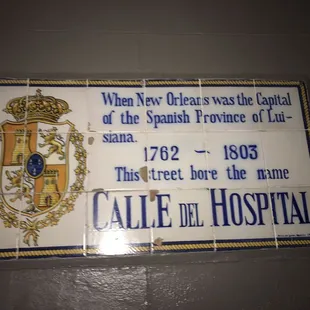 When New Orleans was the Capital
of the Spanish Province of Lui-
siana.
1762 - 1803
This street bore the name
CALLE DEL HOSPITAL